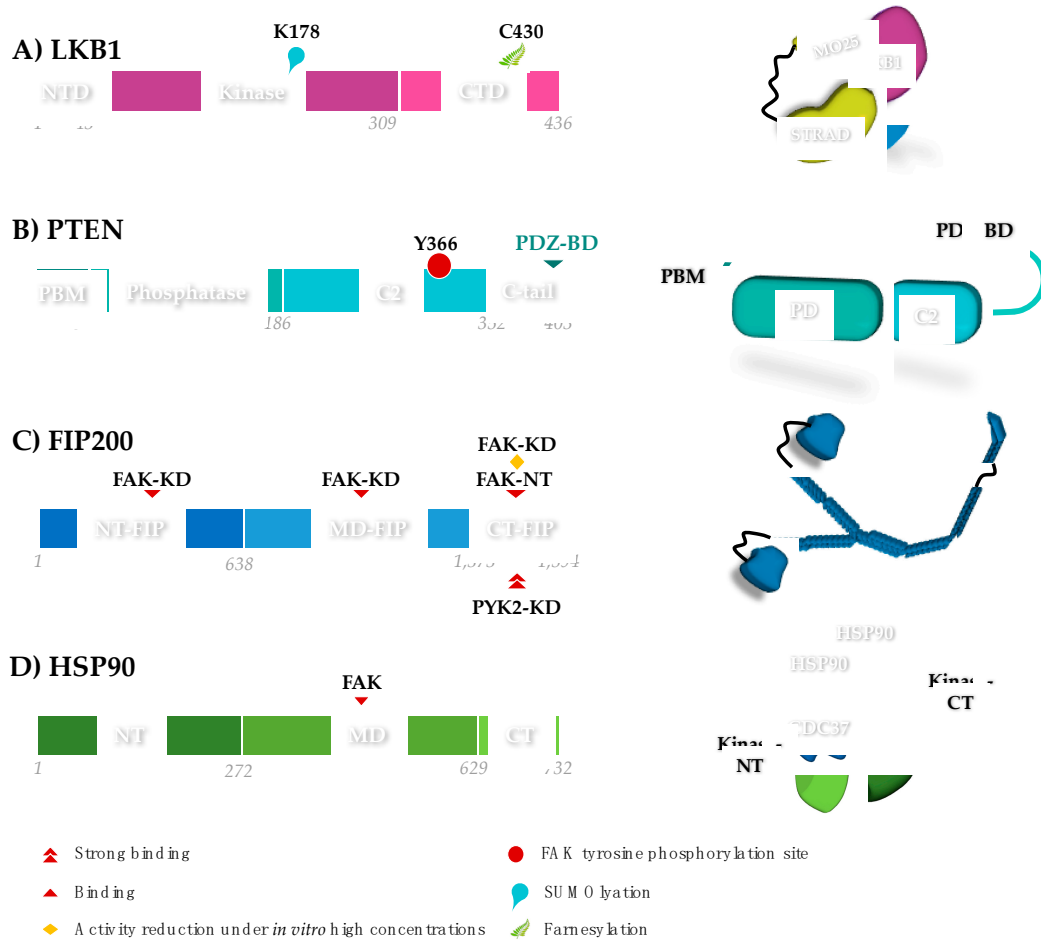 A) LKB1
K178
C430
NTD
Kinase
CTD
309
436
MO25
STRAD
B) PTEN
Y366
PDZ-BD
PBM
Phosphatase
C2
C-tail
186
PBM
PD
BD
PD
C2
C) FIP200
FAK-KD
FAK-KD
FAK-KD
FAK-NT
NT-FIP
MD-FIP
CT-FIP
1
638
PYK2-KD
D) HSP90
FAK
NT
MD
CT
1
272
629
HSP90
HSP90
CT
NT
Strong binding
Binding
Activity reduction under in vitro high concentrations
FAK tyrosine phosphorylation site
SUMOlyation
Farnesylation